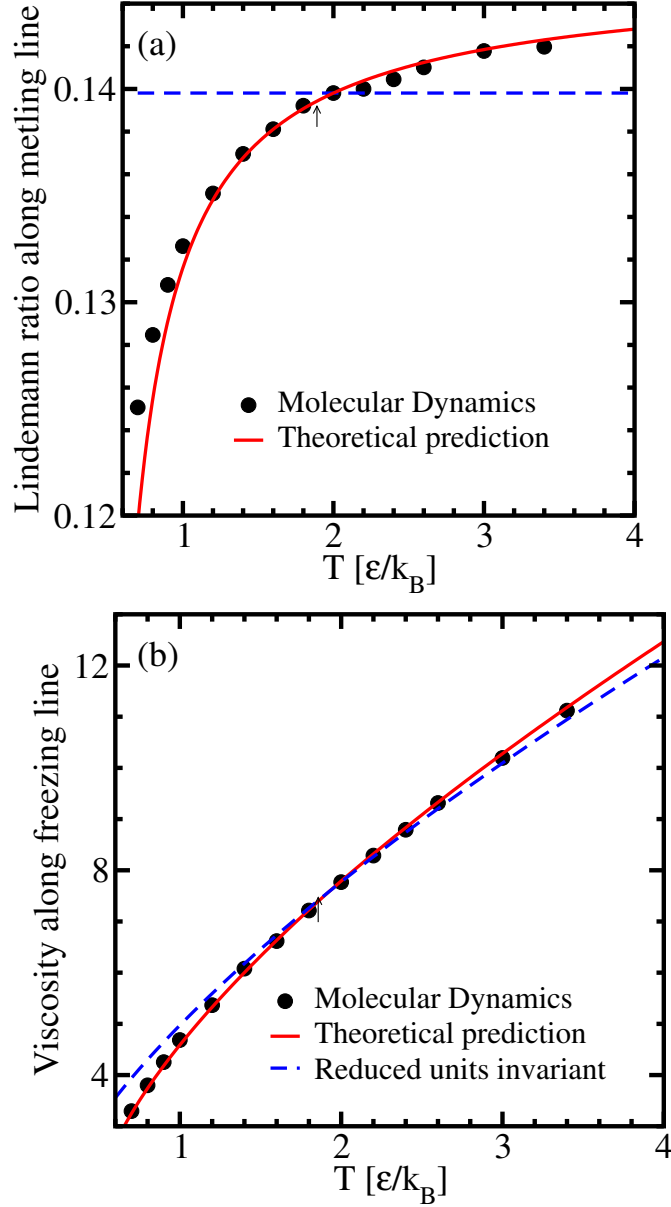 (a)
Lindemann ratio along metling line
0.14
0.13
0.12
Molecular Dynamics
Theoretical prediction
1 2 3 4
T [ε/k_B]
(b)
Viscosity along freezing line
12
8
4
Molecular Dynamics
Theoretical prediction
Reduced units invariant
1 2 3 4
T [ε/k_B]